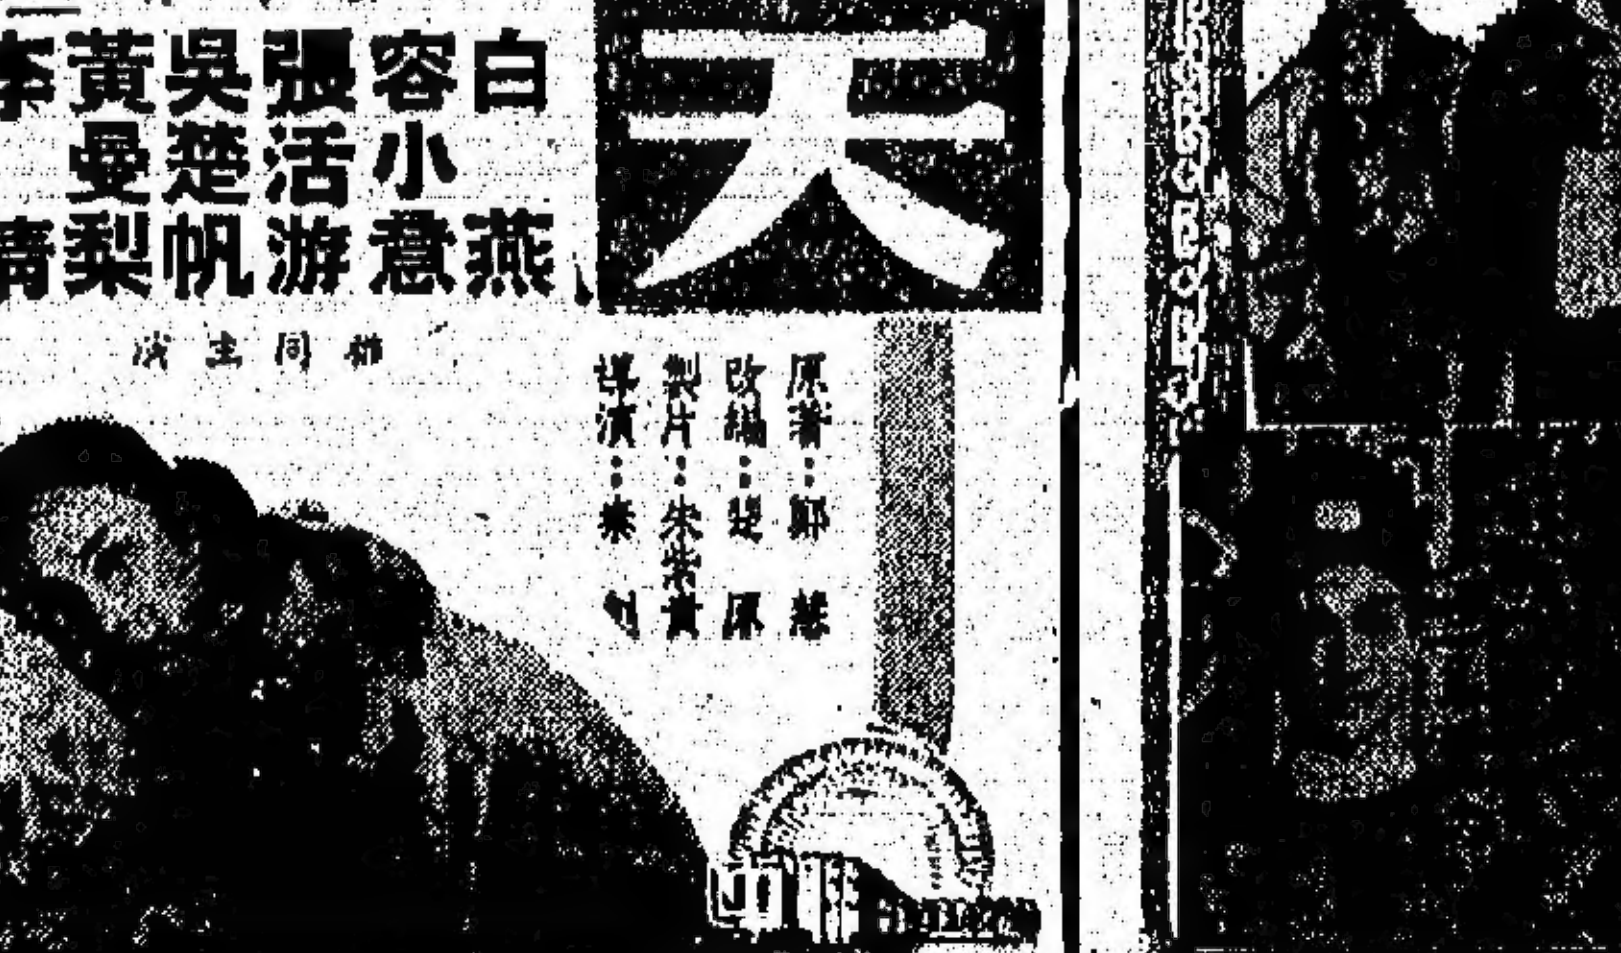 天
白燕
容小意
張活游
吳楚帆
黃曼梨
李清
聯同主演
原著：鄭慧
改編：楚原
製片：朱紫貴
導演：秦劍